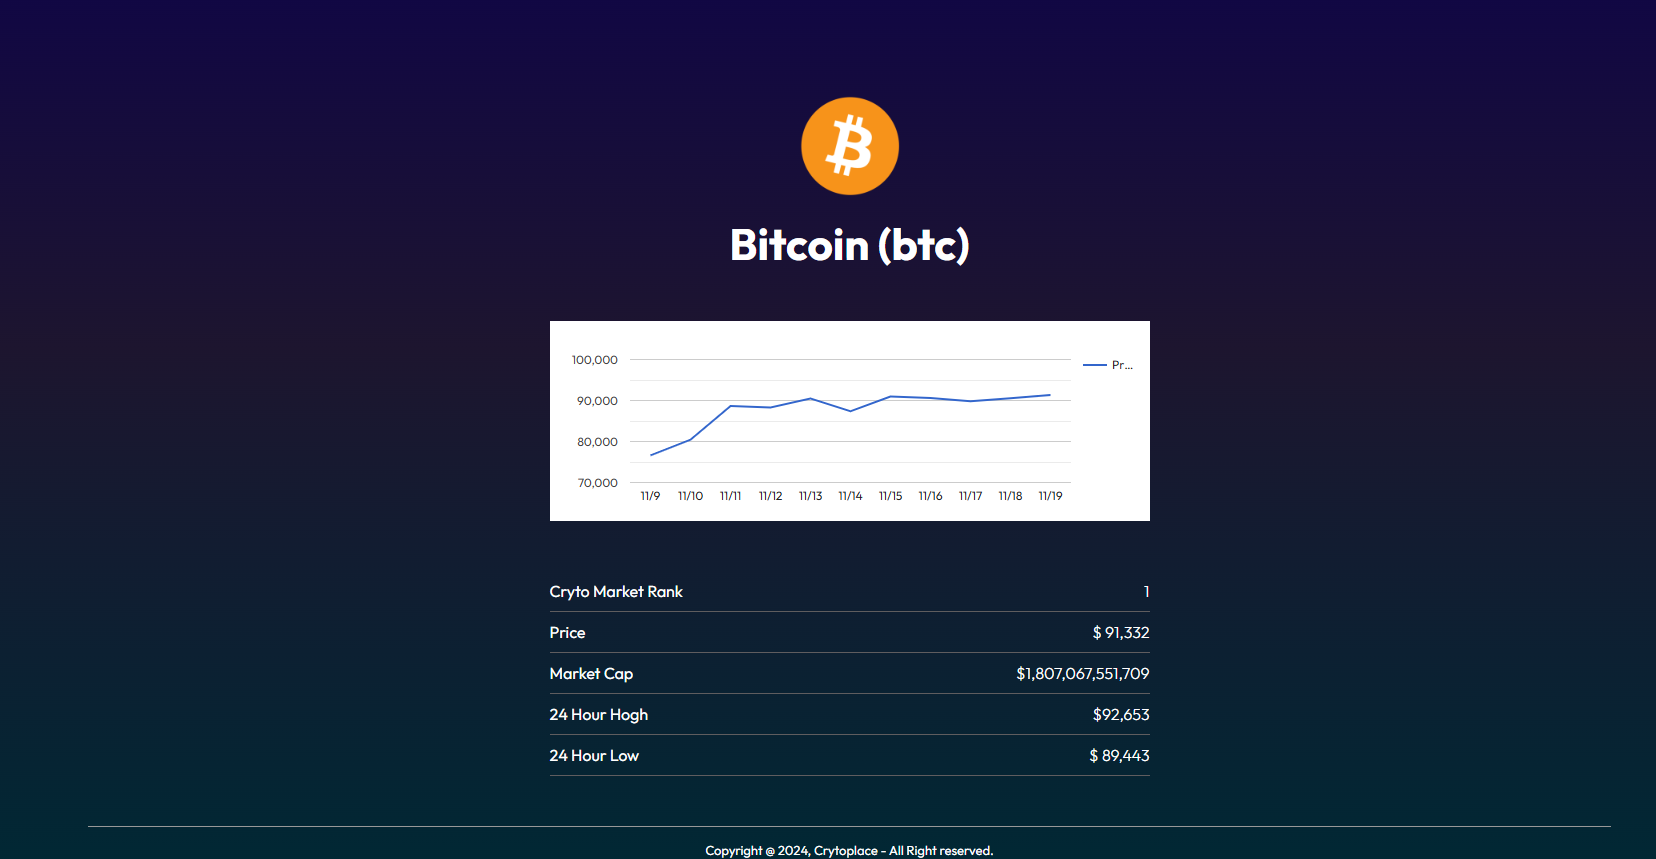 Bitcoin (btc)
100,000
90,000
80,000
70,000
Pr...
11/9 11/10 11/11 11/12 11/13 11/14 11/15 11/16 11/17 11/18 11/19
Cryto Market Rank 1
Price $ 91,332
Market Cap $1,807,067,551,709
24 Hour Hogh $92,653
24 Hour Low $ 89,443
Copyright @ 2024, Crytoplace - All Right reserved.